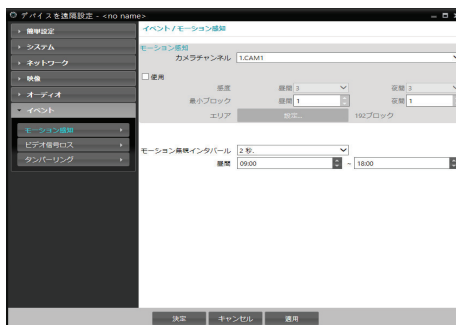 デバイスを遠隔設定 - <no name>
簡単設定
システム
ネットワーク
映像
オーディオ
イベント
モーション感知
ビデオ信号ロス
タンパーリング
イベント / モーション感知
モーション感知
カメラチャンネル 1.CAM1
使用
感度 昼間 3 夜間 3
最小ブロック 昼間 1 夜間 1
エリア 設定... 192ブロック
モーション無視インタバール 2 秒.
昼間 09:00 ~ 18:00
決定 キャンセル 適用